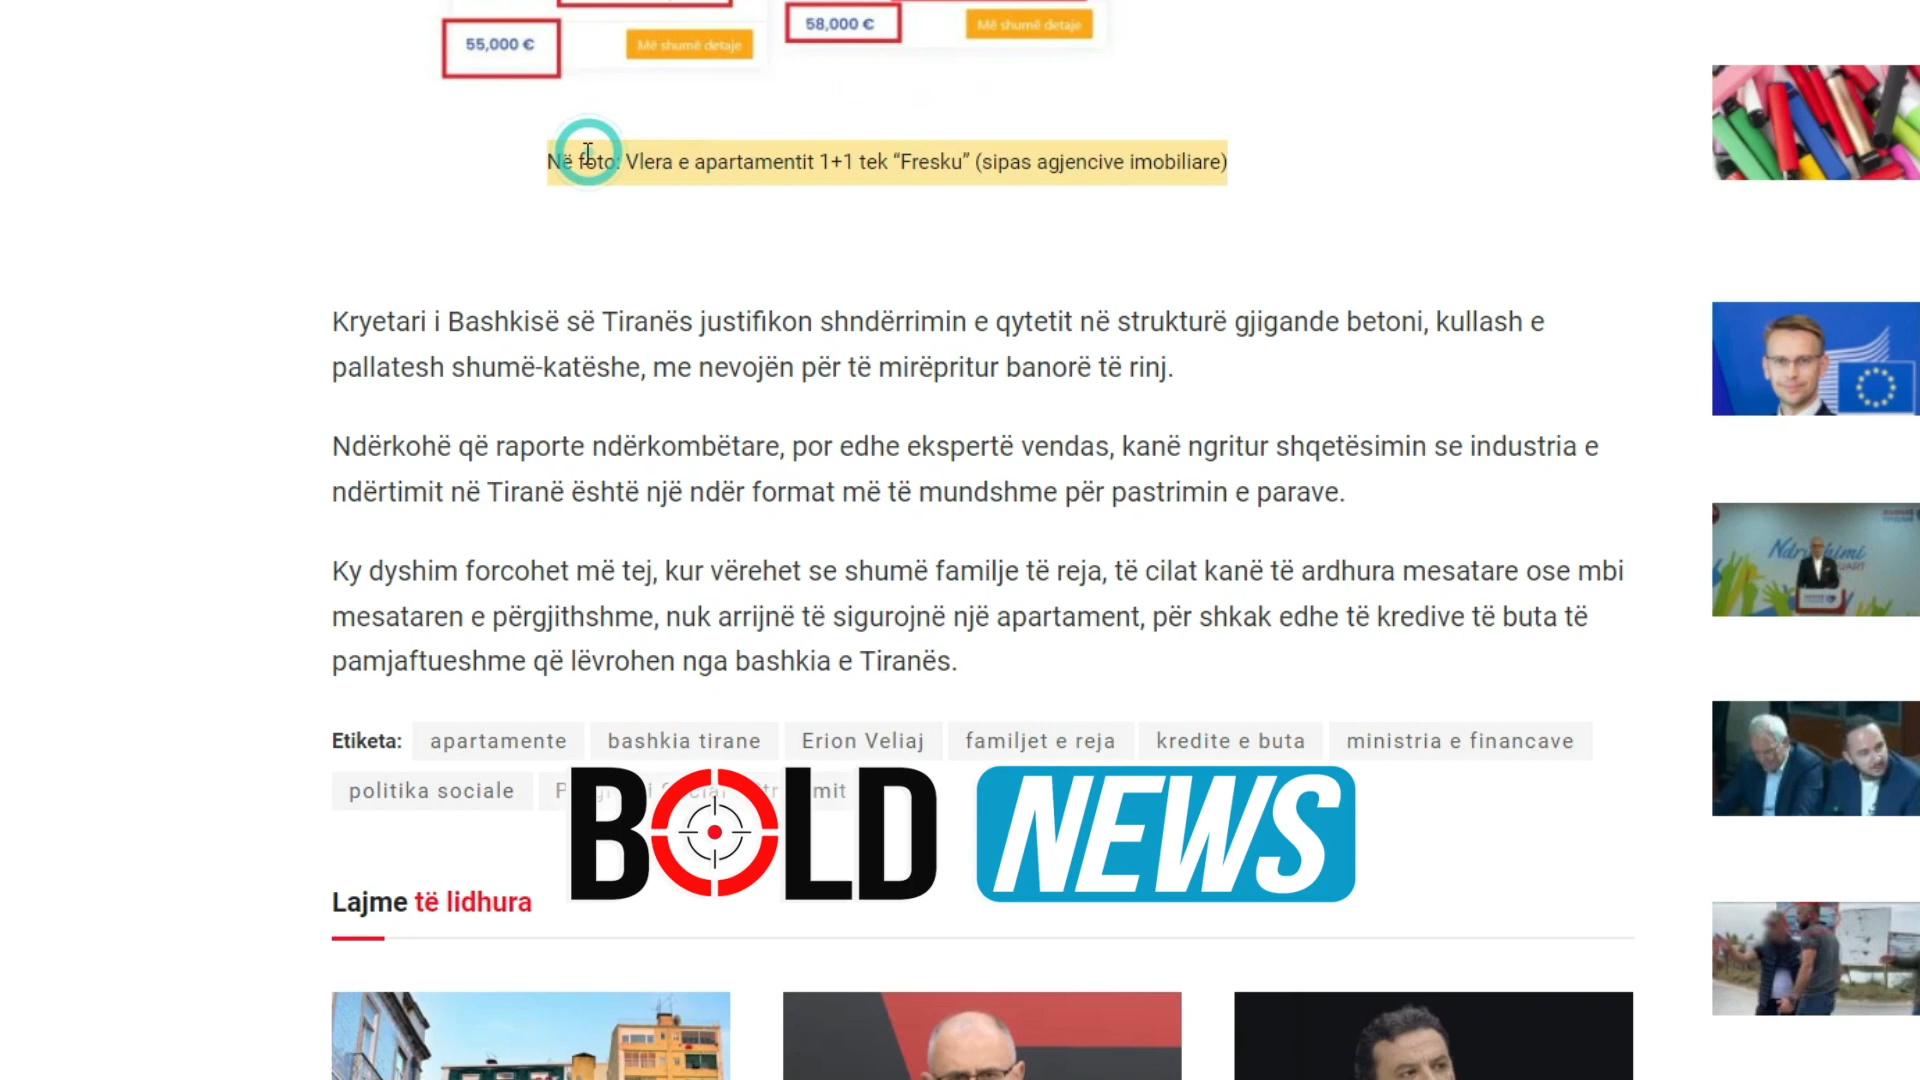 58,000 €
Më shumë detaje
55,000 €
Më shumë detaje
Në foto: Vlera e apartamentit 1+1 tek “Fresku” (sipas agjencive imobiliare)
Kryetari i Bashkisë së Tiranës justifikon shndërrimin e qytetit në strukturë gjigande betoni, kullash e
pallatesh shumë-katëshe, me nevojën për të mirëpritur banorë të rinj.
Ndërkohë që raporte ndërkombëtare, por edhe ekspertë vendas, kanë ngritur shqetësimin se industria e
ndërtimit në Tiranë është një ndër format më të mundshme për pastrimin e parave.
Ky dyshim forcohet më tej, kur vërehet se shumë familje të reja, të cilat kanë të ardhura mesatare ose mbi
mesataren e përgjithshme, nuk arrijnë të sigurojnë një apartament, për shkak edhe të kredive të buta të
pamjaftueshme që lëvrohen nga bashkia e Tiranës.
Etiketa: apartamente bashkia tirane Erion Veliaj familjet e reja kredite e buta ministria e financave
politika sociale
BOLD NEWS
Lajme të lidhura